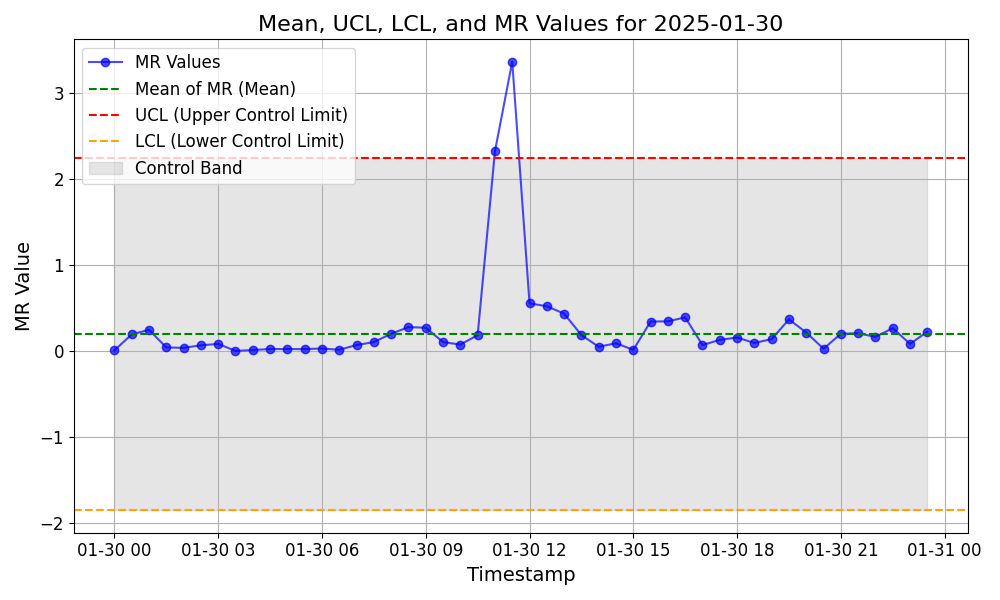 Mean, UCL, LCL, and MR Values for 2025-01-30
MR Values
Mean of MR (Mean)
UCL (Upper Control Limit)
LCL (Lower Control Limit)
Control Band
MR Value
3
2
1
0
−1
−2
01-30 00 01-30 03 01-30 06 01-30 09 01-30 12 01-30 15 01-30 18 01-30 21 01-31 00
Timestamp